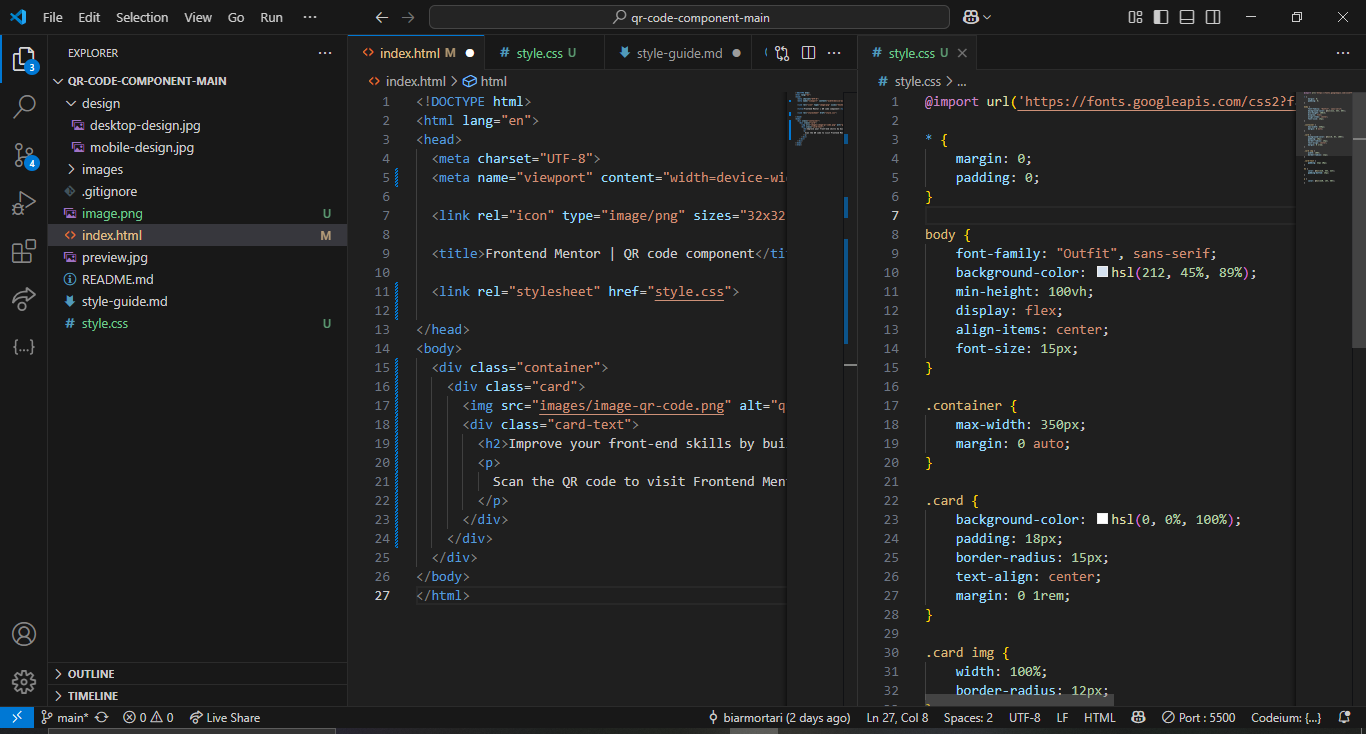 File Edit Selection View Go Run ···
qr-code-component-main
EXPLORER ···
QR-CODE-COMPONENT-MAIN
design
desktop-design.jpg
mobile-design.jpg
images
.gitignore
image.png U
index.html M
preview.jpg
README.md
style-guide.md
style.css U
OUTLINE
TIMELINE
3
4
index.html M
style.css U
style-guide.md
index.html > html
1 <!DOCTYPE html>
2 <html lang="en">
3 <head>
4 <meta charset="UTF-8">
5 <meta name="viewport" content="width=device-wi
6
7 <link rel="icon" type="image/png" sizes="32x32
8
9 <title>Frontend Mentor | QR code component</ti
10
11 <link rel="stylesheet" href="style.css">
12
13 </head>
14 <body>
15 <div class="container">
16 <div class="card">
17 <img src="images/image-qr-code.png" alt="q
18 <div class="card-text">
19 <h2>Improve your front-end skills by bui
20 <p>
21 Scan the QR code to visit Frontend Men
22 </p>
23 </div>
24 </div>
25 </div>
26 </body>
27 </html>
style.css U
style.css > ...
1 @import url('https://fonts.googleapis.com/css2?f
2
3 * {
4 margin: 0;
5 padding: 0;
6 }
7
8 body {
9 font-family: "Outfit", sans-serif;
10 background-color: hsl(212, 45%, 89%);
11 min-height: 100vh;
12 display: flex;
13 align-items: center;
14 font-size: 15px;
15 }
16
17 .container {
18 max-width: 350px;
19 margin: 0 auto;
20 }
21
22 .card {
23 background-color: hsl(0, 0%, 100%);
24 padding: 18px;
25 border-radius: 15px;
26 text-align: center;
27 margin: 0 1rem;
28 }
29
30 .card img {
31 width: 100%;
32 border-radius: 12px;
main* 0 0 Live Share biarmortari (2 days ago) Ln 27, Col 8 Spaces: 2 UTF-8 LF HTML Port : 5500 Codeium: {...}